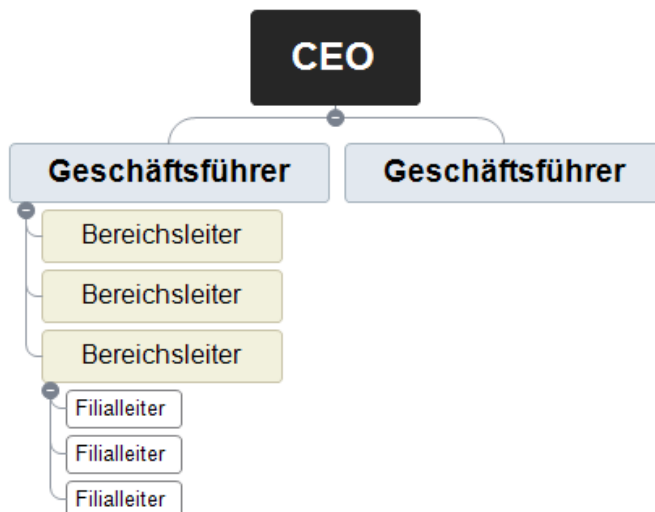 CEO
Geschäftsführer
Geschäftsführer
Bereichsleiter
Bereichsleiter
Bereichsleiter
Filialleiter
Filialleiter
Filialleiter